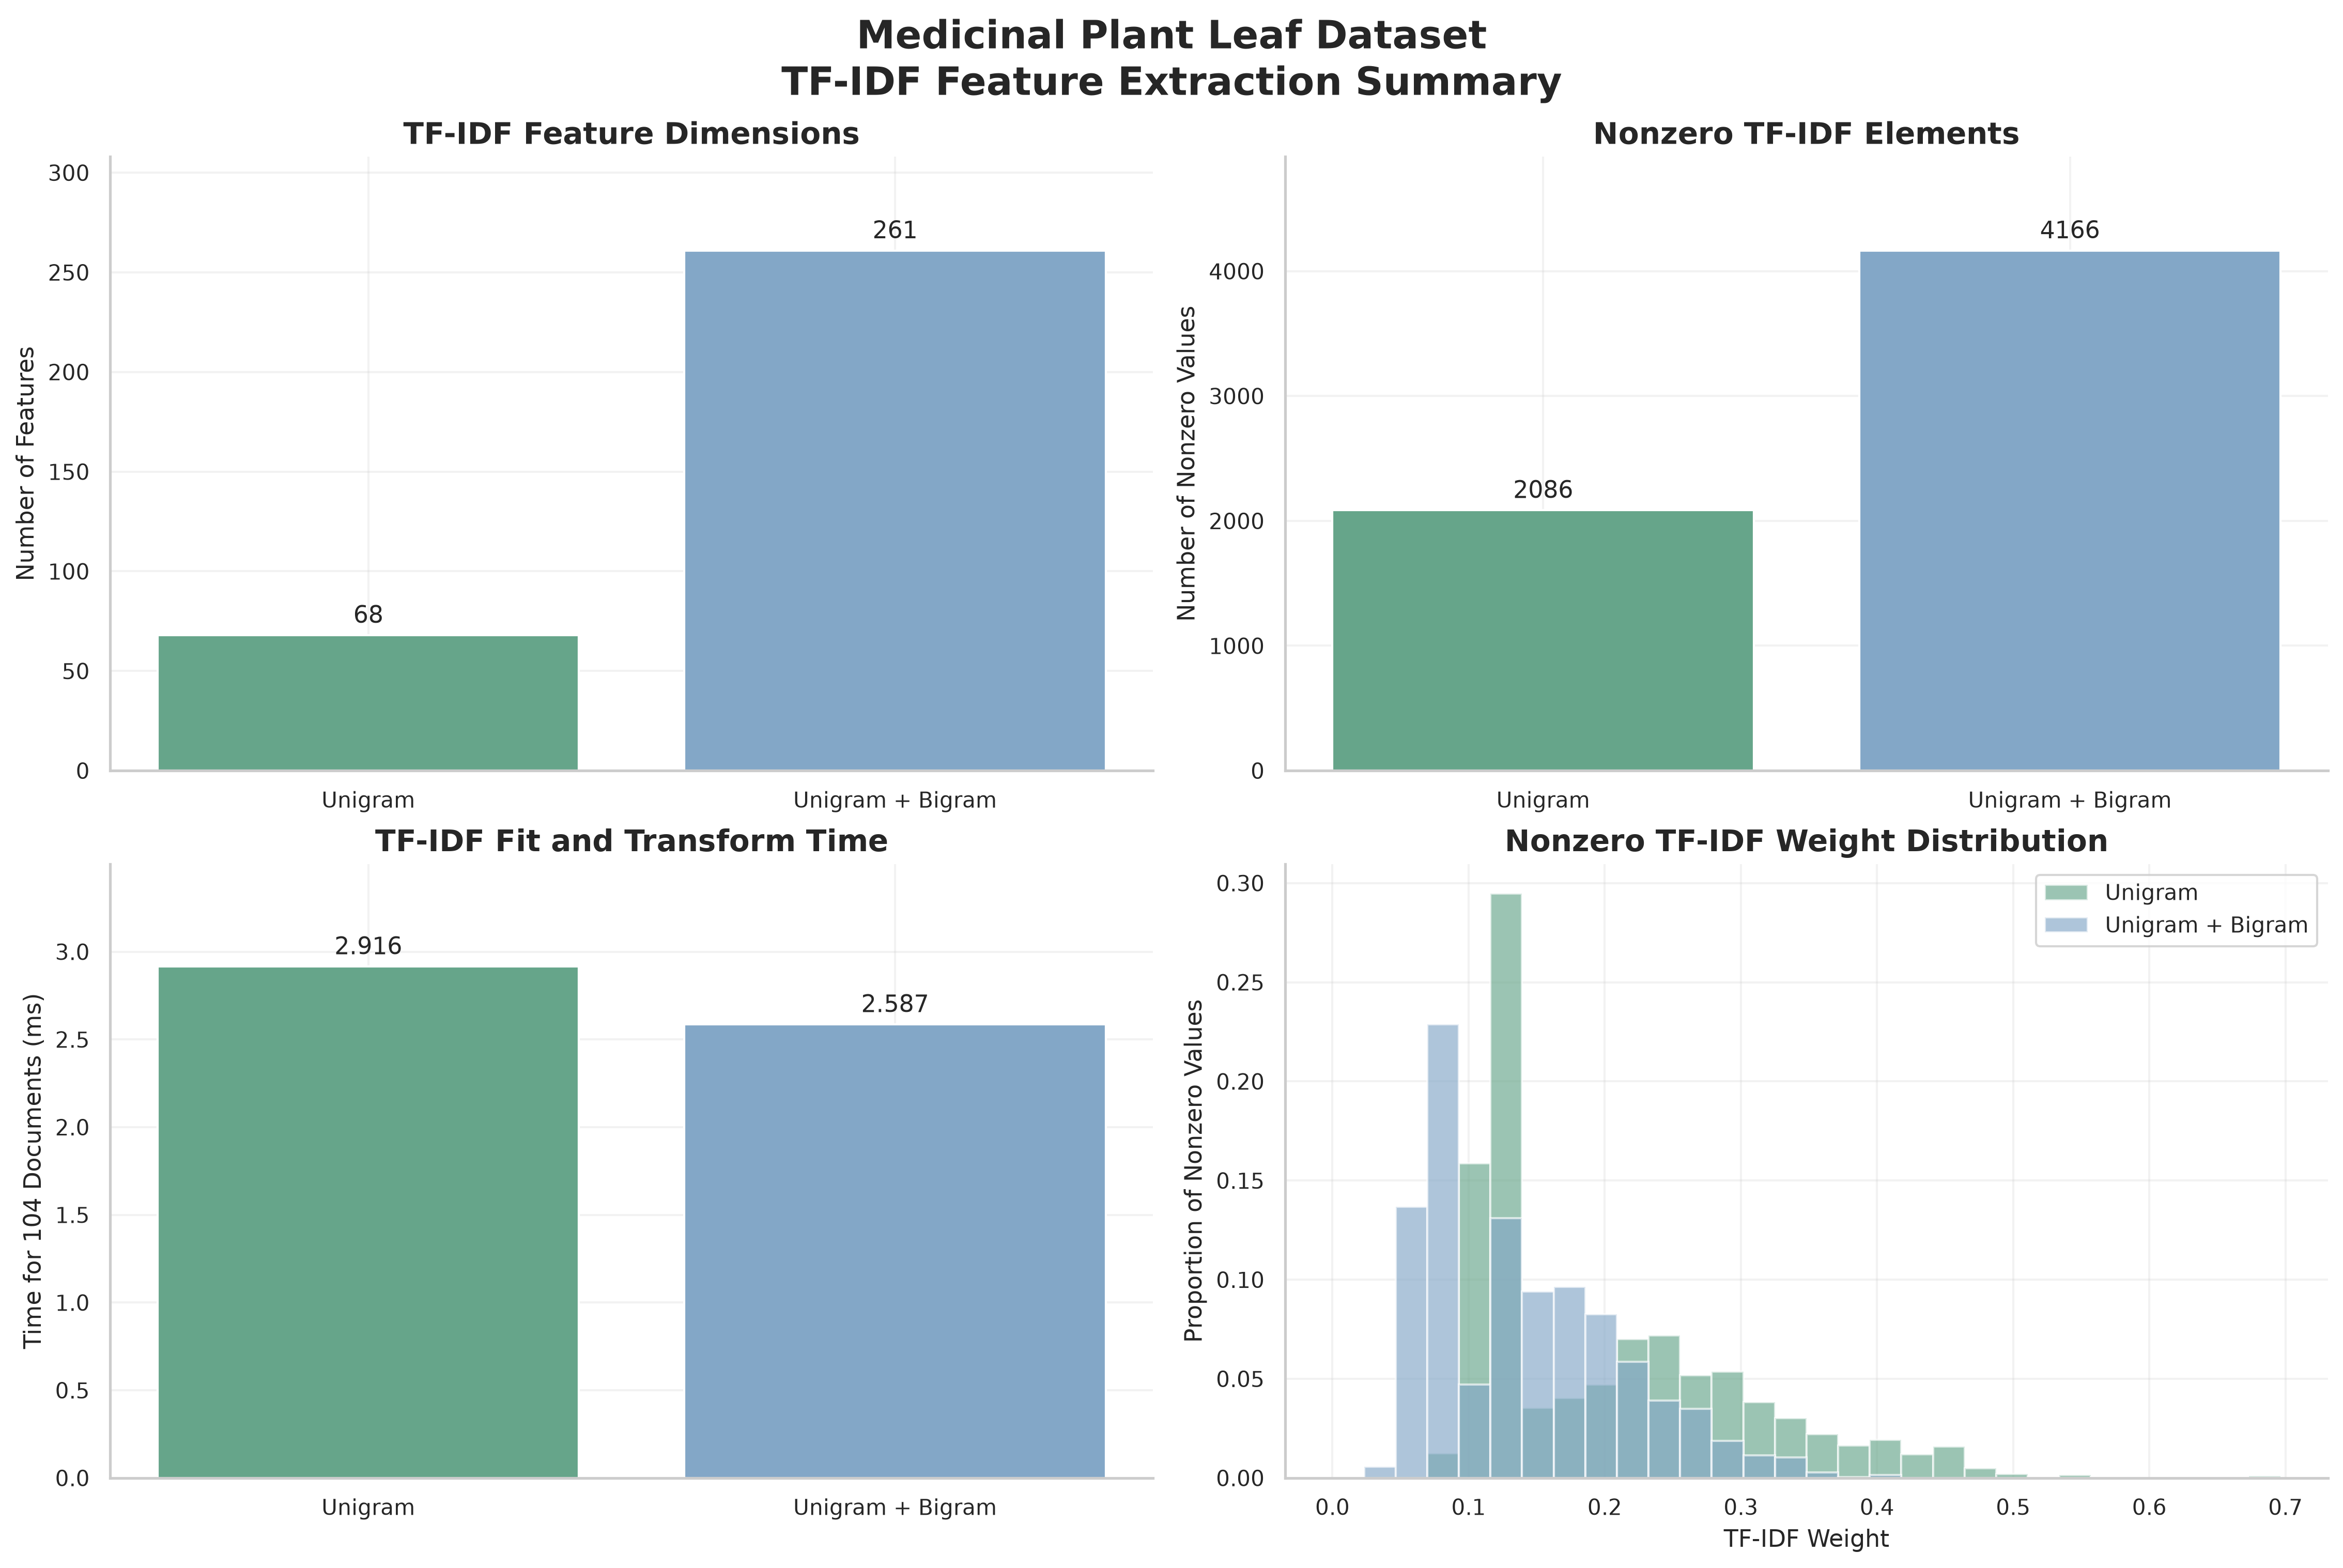 Medicinal Plant Leaf Dataset
TF-IDF Feature Extraction Summary
TF-IDF Feature Dimensions
Number of Features
300
250
200
150
100
50
0
68
261
Unigram
Unigram + Bigram
Nonzero TF-IDF Elements
Number of Nonzero Values
4000
3000
2000
1000
0
2086
4166
Unigram
Unigram + Bigram
TF-IDF Fit and Transform Time
Time for 104 Documents (ms)
3.0
2.5
2.0
1.5
1.0
0.5
0.0
2.916
2.587
Unigram
Unigram + Bigram
Nonzero TF-IDF Weight Distribution
Proportion of Nonzero Values
0.30
0.25
0.20
0.15
0.10
0.05
0.00
Unigram
Unigram + Bigram
0.0 0.1 0.2 0.3 0.4 0.5 0.6 0.7
TF-IDF Weight